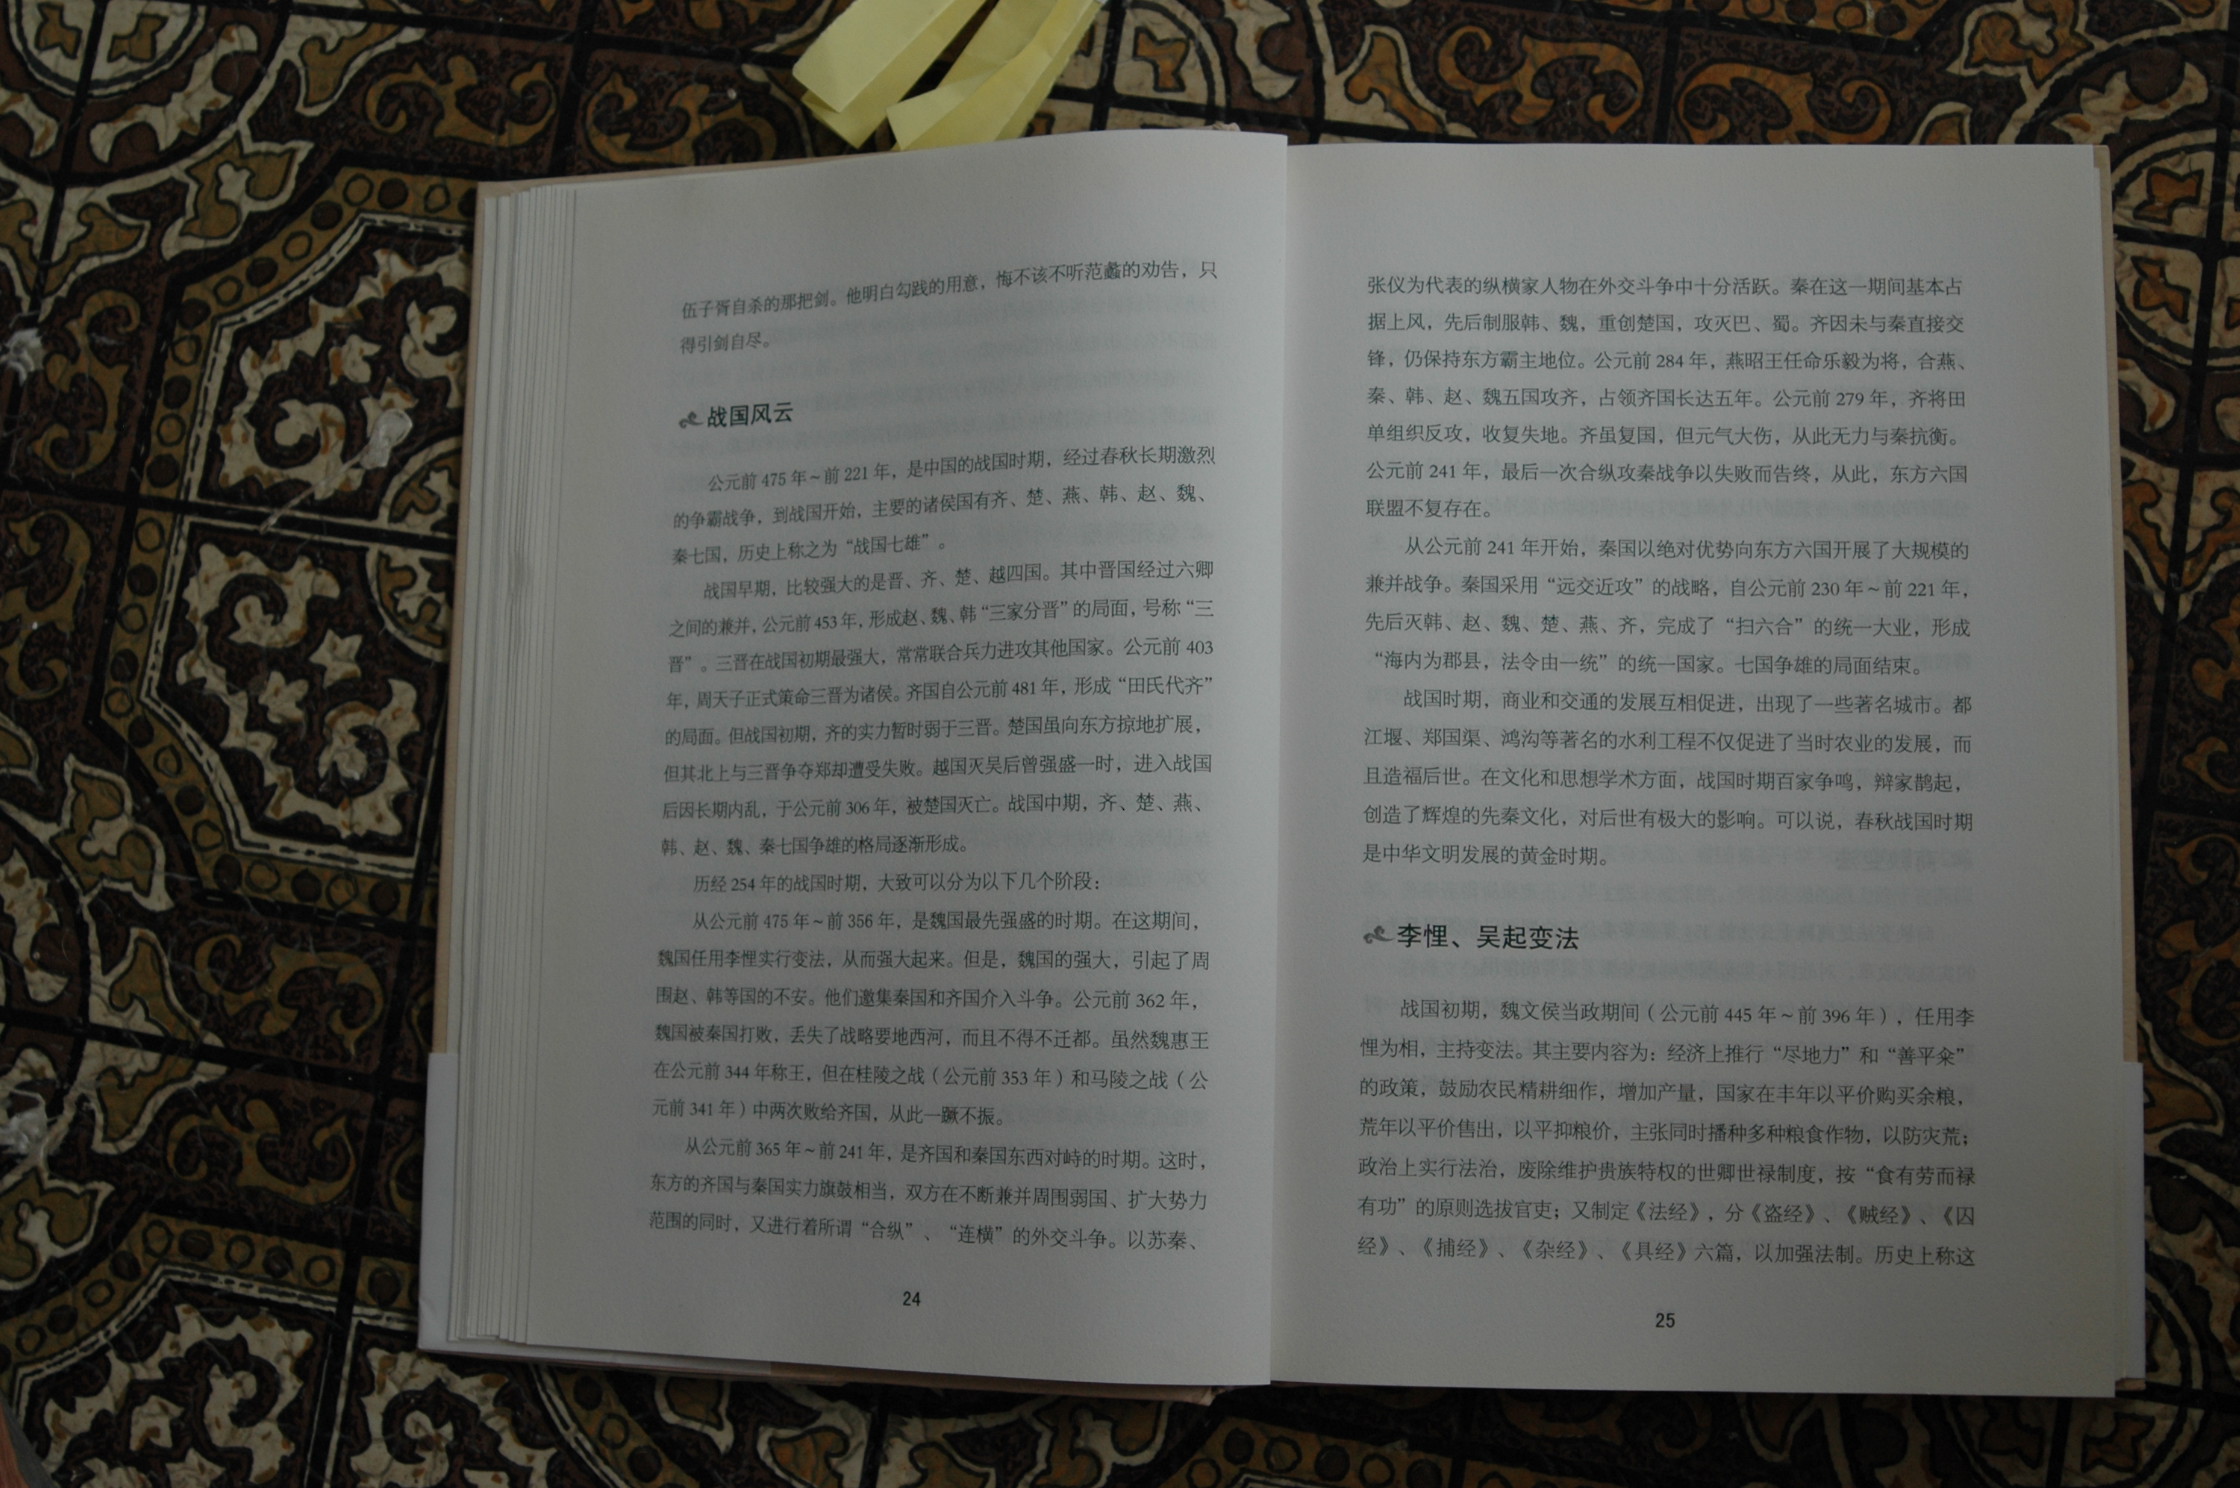 伍子胥自杀的那把剑。他明白勾践的用意，悔不该不听范蠡的劝告，只
得引剑自尽。
战国风云
公元前 475 年～前 221 年，是中国的战国时期，经过春秋长期激烈
的争霸战争，到战国开始，主要的诸侯国有齐、楚、燕、韩、赵、魏、
秦七国，历史上称之为“战国七雄”。
战国早期，比较强大的是晋、齐、楚、越四国。其中晋国经过六卿
之间的兼并，公元前 453 年，形成赵、魏、韩“三家分晋”的局面，号称“三
晋”。三晋在战国初期最强大，常常联合兵力进攻其他国家。公元前 403
年，周天子正式策命三晋为诸侯。齐国自公元前 481 年，形成“田氏代齐”
的局面。但战国初期，齐的实力暂时弱于三晋。楚国虽向东方掠地扩展，
但其北上与三晋争夺郑却遭受失败。越国灭吴后曾强盛一时，进入战国
后因长期内乱，于公元前 306 年，被楚国灭亡。战国中期，齐、楚、燕、
韩、赵、魏、秦七国争雄的格局逐渐形成。
历经 254 年的战国时期，大致可以分为以下几个阶段：
从公元前 475 年～前 356 年，是魏国最先强盛的时期。在这期间，
魏国任用李悝实行变法，从而强大起来。但是，魏国的强大，引起了周
围赵、韩等国的不安。他们邀集秦国和齐国介入斗争。公元前 362 年，
魏国被秦国打败，丢失了战略要地西河，而且不得不迁都。虽然魏惠王
在公元前 344 年称王，但在桂陵之战（公元前 353 年）和马陵之战（公
元前 341 年）中两次败给齐国，从此一蹶不振。
从公元前 365 年～前 241 年，是齐国和秦国东西对峙的时期。这时，
东方的齐国与秦国实力旗鼓相当，双方在不断兼并周围弱国、扩大势力
范围的同时，又进行着所谓“合纵”、“连横”的外交斗争。以苏秦、
24
张仪为代表的纵横家人物在外交斗争中十分活跃。秦在这一期间基本占
据上风，先后制服韩、魏，重创楚国，攻灭巴、蜀。齐因未与秦直接交
锋，仍保持东方霸主地位。公元前 284 年，燕昭王任命乐毅为将，合燕、
秦、韩、赵、魏五国攻齐，占领齐国长达五年。公元前 279 年，齐将田
单组织反攻，收复失地。齐虽复国，但元气大伤，从此无力与秦抗衡。
公元前 241 年，最后一次合纵攻秦战争以失败而告终，从此，东方六国
联盟不复存在。
从公元前 241 年开始，秦国以绝对优势向东方六国开展了大规模的
兼并战争。秦国采用“远交近攻”的战略，自公元前 230 年～前 221 年，
先后灭韩、赵、魏、楚、燕、齐，完成了“扫六合”的统一大业，形成
“海内为郡县，法令由一统”的统一国家。七国争雄的局面结束。
战国时期，商业和交通的发展互相促进，出现了一些著名城市。都
江堰、郑国渠、鸿沟等著名的水利工程不仅促进了当时农业的发展，而
且造福后世。在文化和思想学术方面，战国时期百家争鸣，辩家鹊起，
创造了辉煌的先秦文化，对后世有极大的影响。可以说，春秋战国时期
是中华文明发展的黄金时期。
李悝、吴起变法
战国初期，魏文侯当政期间（公元前 445 年～前 396 年），任用李
悝为相，主持变法。其主要内容为：经济上推行“尽地力”和“善平籴”
的政策，鼓励农民精耕细作，增加产量，国家在丰年以平价购买余粮，
荒年以平价售出，以平抑粮价，主张同时播种多种粮食作物，以防灾荒；
政治上实行法治，废除维护贵族特权的世卿世禄制度，按“食有劳而禄
有功”的原则选拔官吏；又制定《法经》，分《盗经》、《贼经》、《囚
经》、《捕经》、《杂经》、《具经》六篇，以加强法制。历史上称这
25